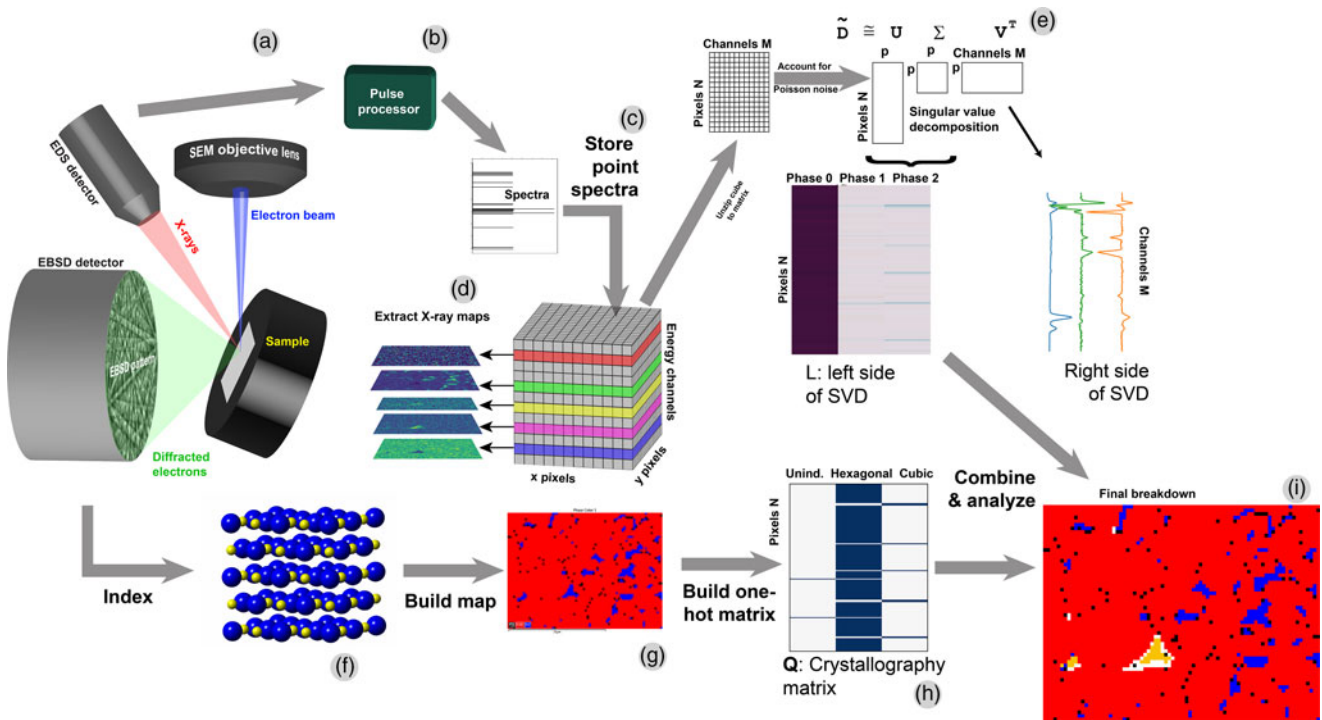 (a)
(b)
Pulse
processor
EDS detector
SEM objective lens
X-rays
Electron beam
EBSD detector
EBSD pattern
Sample
Diffracted
electrons
(c)
Store
point
spectra
Spectra
(d)
Extract X-ray maps
Energy channels
x pixels
y pixels
Unzip cube
to matrix
Channels M
Pixels N
Account for
Poisson noise
(e)
D̃ ≅ U Σ Vᵀ
p p Channels M
p p
Pixels N
Singular value
decomposition
Phase 0 Phase 1 Phase 2
Pixels N
L: left side
of SVD
Channels M
Right side
of SVD
Index
(f)
Build map
(g)
Build one-
hot matrix
Unind. Hexagonal Cubic
Pixels N
Q: Crystallography
matrix
(h)
Combine
& analyze
(i)
Final breakdown